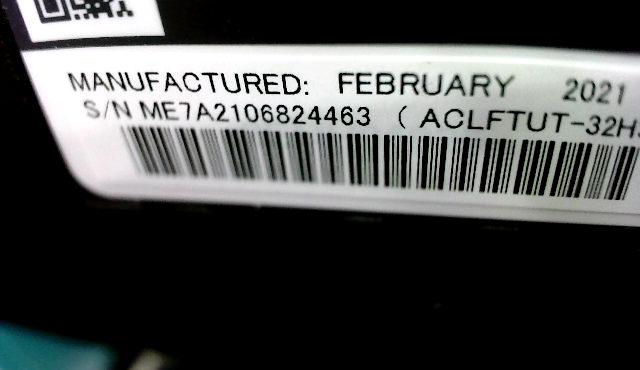 MANUFACTURED: FEBRUARY 2021
S/N ME7A2106824463 ( ACLFTUT-32H